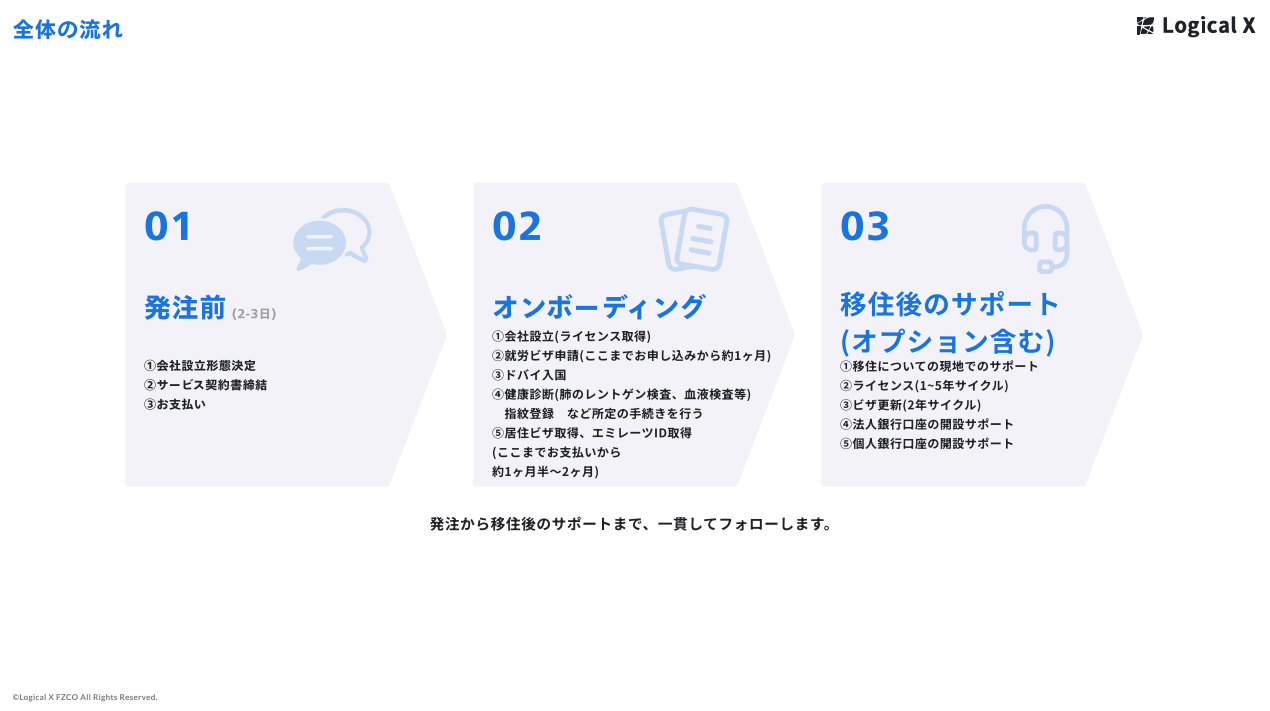 全体の流れ
Logical X
01
発注前 (2-3日)
①会社設立形態決定
②サービス契約書締結
③お支払い
02
オンボーディング
①会社設立(ライセンス取得)
②就労ビザ申請(ここまでお申し込みから約1ヶ月)
③ドバイ入国
④健康診断(肺のレントゲン検査、血液検査等)
　指紋登録　など所定の手続きを行う
⑤居住ビザ取得、エミレーツID取得
(ここまでお支払いから
約1ヶ月半〜2ヶ月)
03
移住後のサポート
(オプション含む)
①移住についての現地でのサポート
②ライセンス(1~5年サイクル)
③ビザ更新(2年サイクル)
④法人銀行口座の開設サポート
⑤個人銀行口座の開設サポート
発注から移住後のサポートまで、一貫してフォローします。
©Logical X FZCO All Rights Reserved.